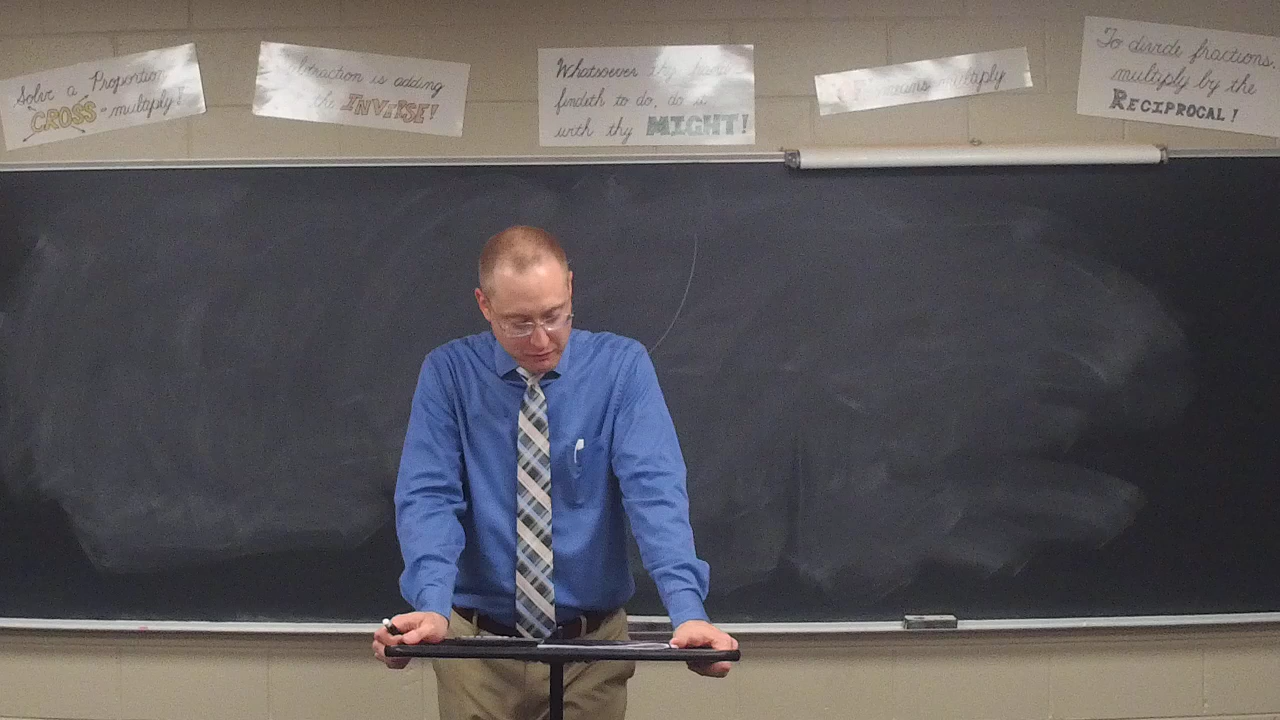 Solve a Proportion
CROSS-multiply!
Subtraction is adding
the INVERSE!
Whatsoever thy hand
findeth to do, do it
with thy MIGHT!
means multiply
To divide fractions,
multiply by the
RECIPROCAL!